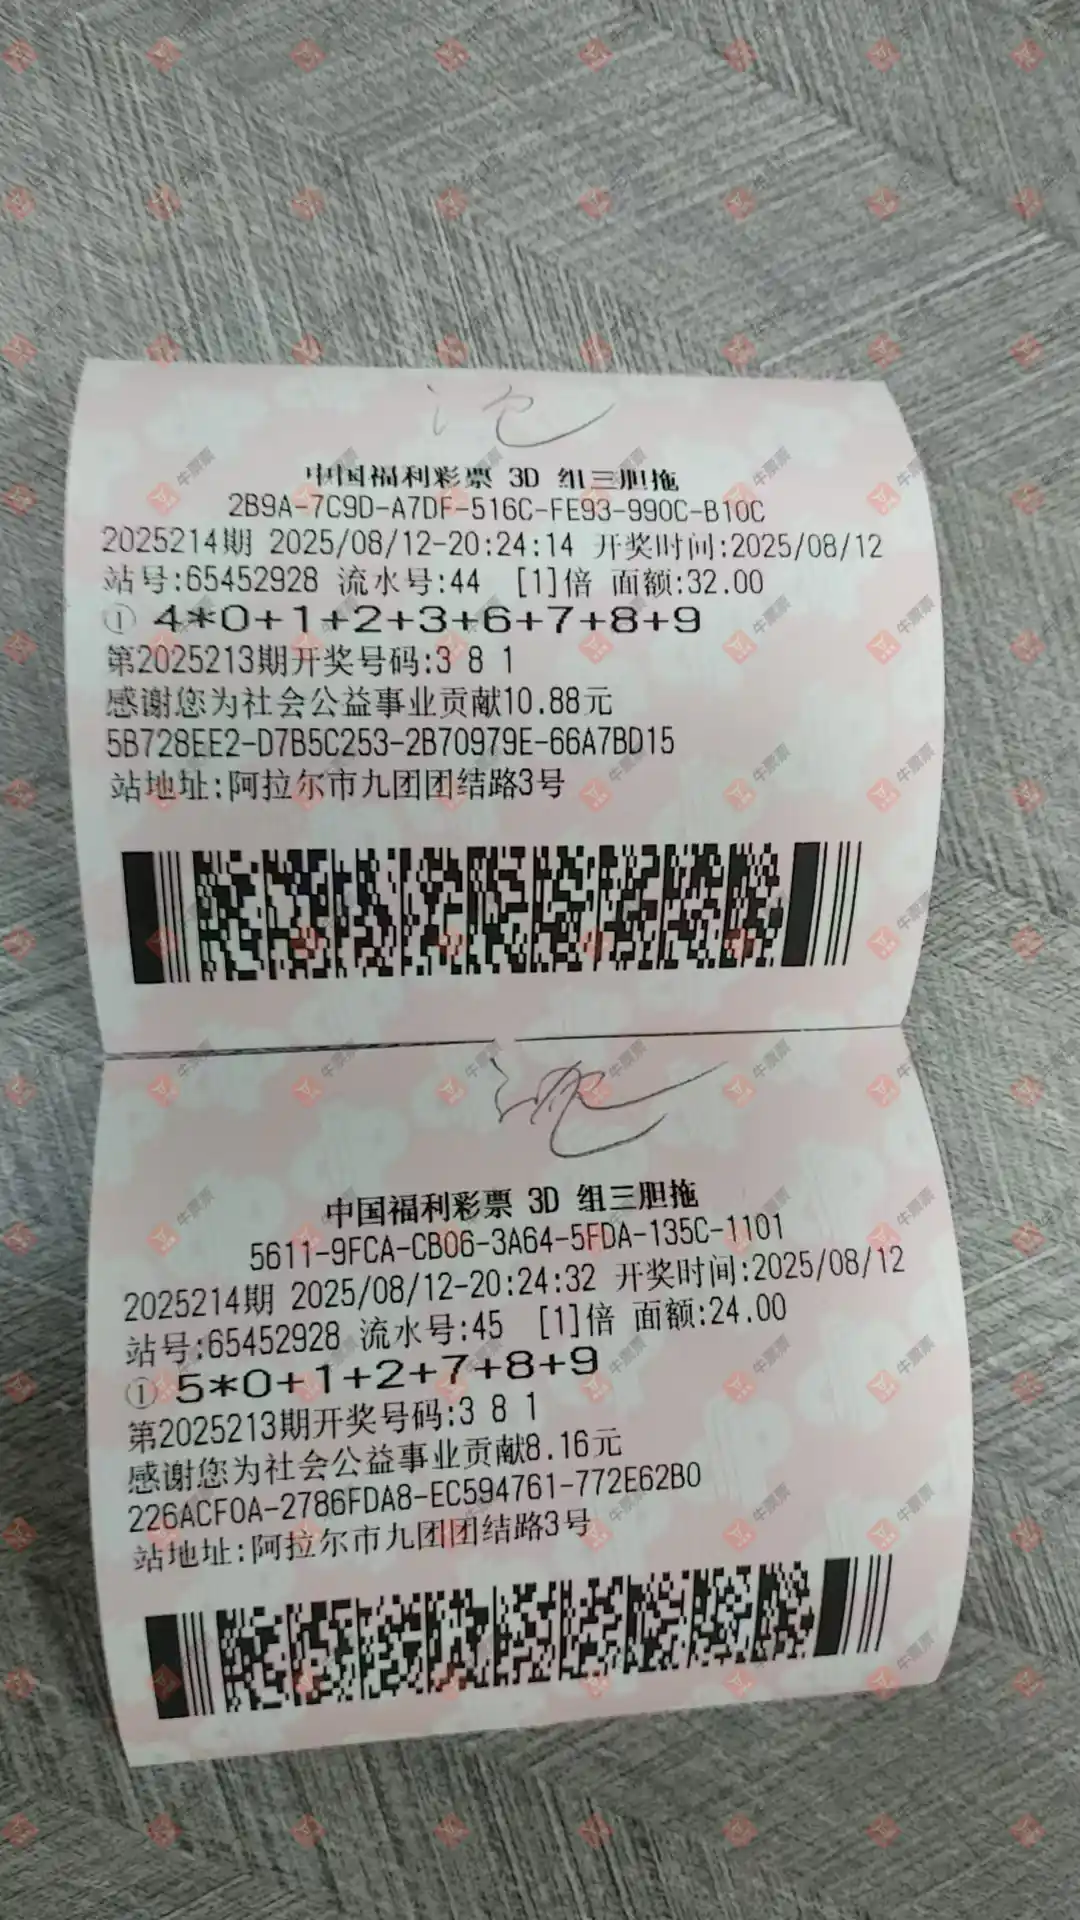 中国福利彩票 3D 组三胆拖
2B9A-7C9D-A7DF-516C-FE93-990C-B10C
2025214期 2025/08/12-20:24:14 开奖时间:2025/08/12
站号:65452928 流水号:44 [1]倍 面额:32.00
① 4*0+1+2+3+6+7+8+9
第2025213期开奖号码:3 8 1
感谢您为社会公益事业贡献10.88元
5B728EE2-D7B5C253-2B70979E-66A7BD15
站地址:阿拉尔市九团团结路3号
中国福利彩票 3D 组三胆拖
5611-9FCA-CB06-3A64-5FDA-135C-1101
2025214期 2025/08/12-20:24:32 开奖时间:2025/08/12
站号:65452928 流水号:45 [1]倍 面额:24.00
① 5*0+1+2+7+8+9
第2025213期开奖号码:3 8 1
感谢您为社会公益事业贡献8.16元
226ACF0A-2786FDA8-EC594761-772E62B0
站地址:阿拉尔市九团团结路3号